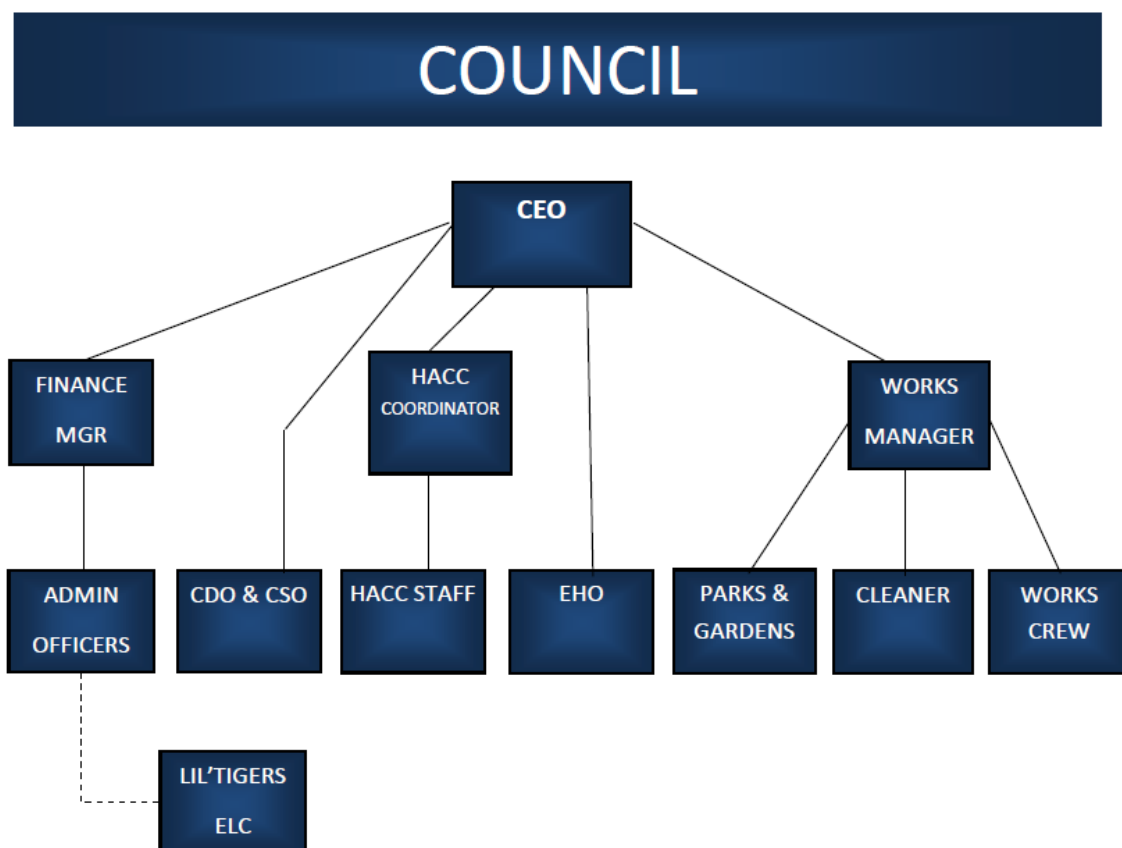 COUNCIL
CEO
FINANCE
MGR
HACC
COORDINATOR
WORKS
MANAGER
ADMIN
OFFICERS
CDO & CSO
HACC STAFF
EHO
PARKS &
GARDENS
CLEANER
WORKS
CREW
LIL’TIGERS
ELC